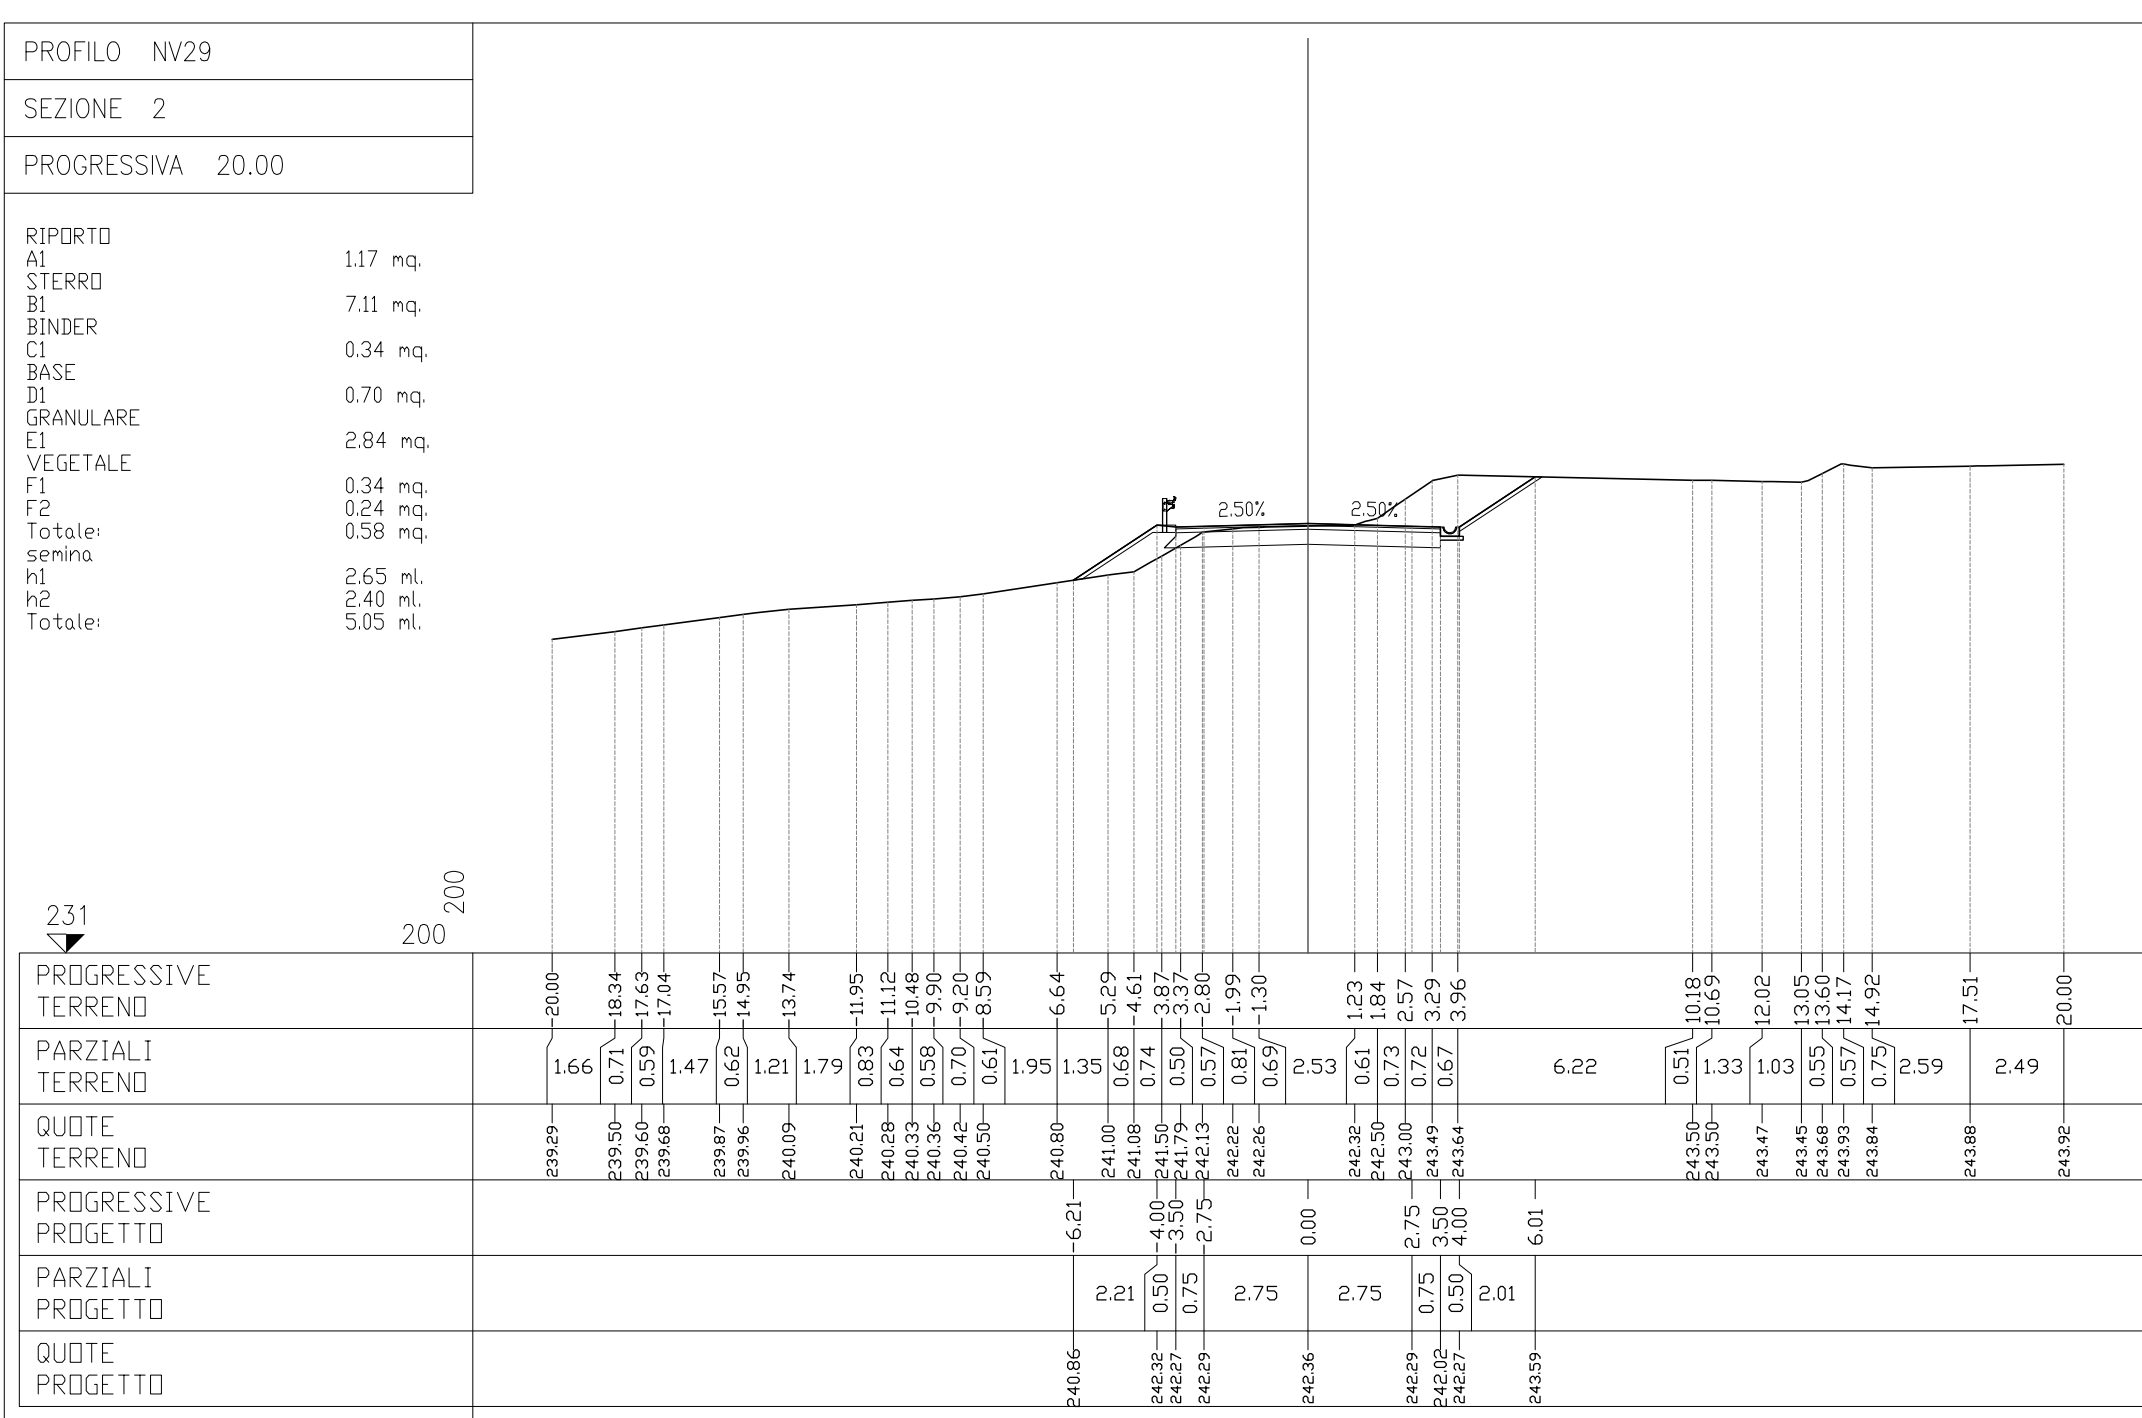 PROFILO NV29
SEZIONE 2
PROGRESSIVA 20.00
RIPORTO
A1 1.17 mq.
STERRO
B1 7.11 mq.
BINDER
C1 0.34 mq.
BASE
D1 0.70 mq.
GRANULARE
E1 2.84 mq.
VEGETALE
F1 0.34 mq.
F2 0.24 mq.
Totale: 0.58 mq.
semina
h1 2.65 ml.
h2 2.40 ml.
Totale: 5.05 ml.
2.50% 2.50%
231
200
200
PROGRESSIVE
TERRENO
-20.00 -18.34 -17.63 -17.04 -15.57 -14.95 -13.74 -11.95 -11.12 -10.48 -9.90 -9.20 -8.59 -6.64 -5.29 -4.61 -3.87 -3.37 -2.80 -1.99 -1.30 1.23 1.84 2.57 3.29 3.96 10.18 10.69 12.02 13.05 13.60 14.17 14.92 17.51 20.00
PARZIALI
TERRENO
1.66 0.71 0.59 1.47 0.62 1.21 1.79 0.83 0.64 0.58 0.70 0.61 1.95 1.35 0.68 0.74 0.50 0.57 0.81 0.69 2.53 0.61 0.73 0.72 0.67 6.22 0.51 1.33 1.03 0.55 0.57 0.75 2.59 2.49
QUOTE
TERRENO
239.29 239.50 239.60 239.68 239.87 239.96 240.09 240.21 240.28 240.33 240.36 240.42 240.50 240.80 241.00 241.08 241.50 241.79 242.13 242.22 242.26 242.32 242.50 243.00 243.49 243.64 243.50 243.50 243.47 243.45 243.68 243.93 243.84 243.88 243.92
PROGRESSIVE
PROGETTO
-6.21 -4.00 -3.50 -2.75 0.00 2.75 3.50 4.00 6.01
PARZIALI
PROGETTO
2.21 0.50 0.75 2.75 2.75 0.75 0.50 2.01
QUOTE
PROGETTO
240.86 242.32 242.27 242.29 242.36 242.29 242.02 242.27 243.59